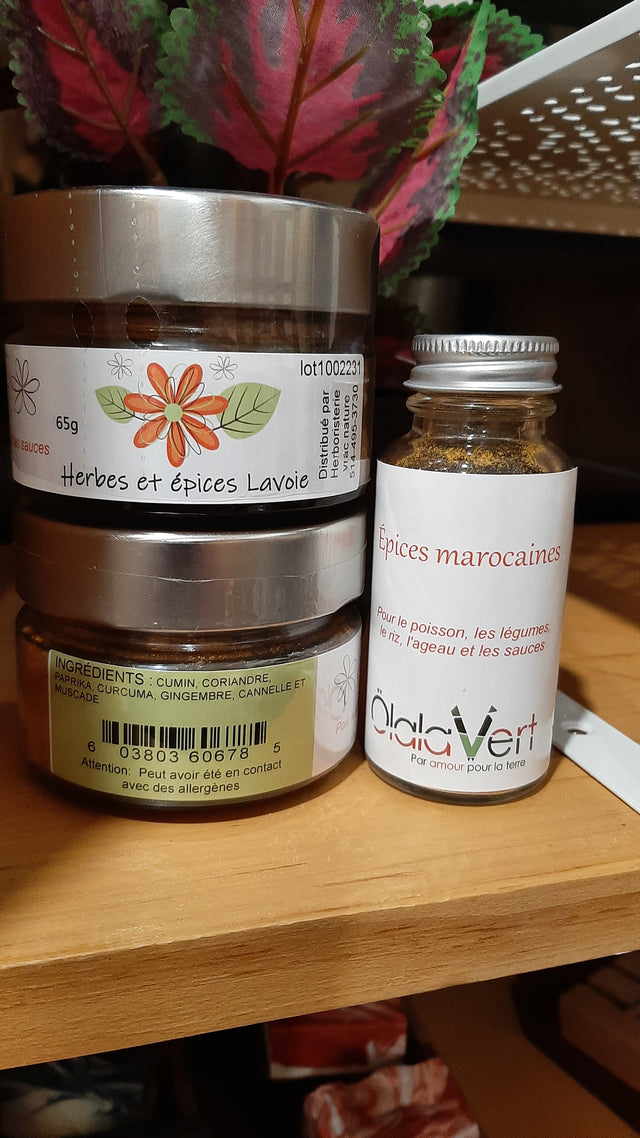 lot1002231
65g
sauces
Distribué par
Herboristerie
nature
514-495-3730
Herbes et épices Lavoie
INGRÉDIENTS : CUMIN, CORIANDRE,
PAPRIKA, CURCUMA, GINGEMBRE, CANNELLE ET
MUSCADE
6 03803 60678 5
Attention: Peut avoir été en contact
avec des allergènes
Épices marocaines
Pour le poisson, les légumes,
le riz, l'ageau et les sauces
ÖlalaVert
Par amour pour la terre